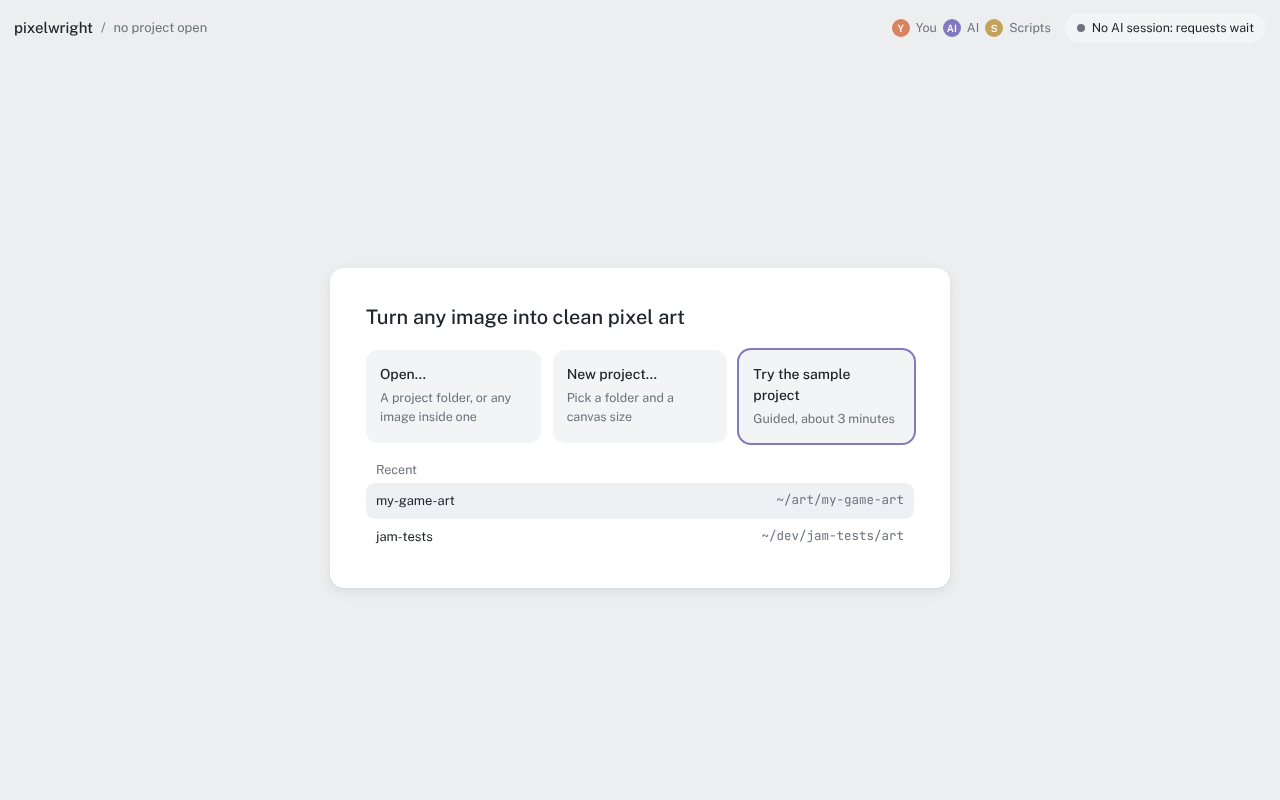 pixelwright / no project open
Y You AI AI S Scripts
No AI session: requests wait
Turn any image into clean pixel art
Open...
A project folder, or any
image inside one
New project...
Pick a folder and a
canvas size
Try the sample
project
Guided, about 3 minutes
Recent
my-game-art ~/art/my-game-art
jam-tests ~/dev/jam-tests/art